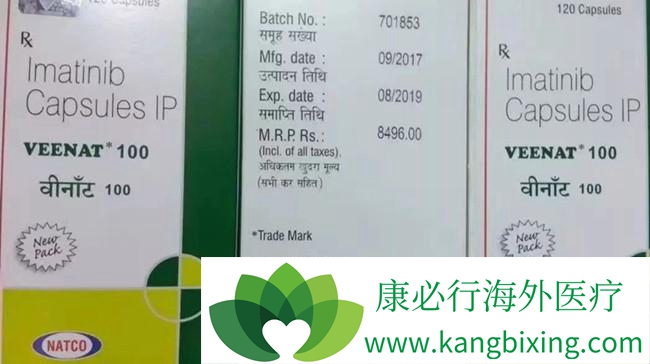 120 Capsules
Rx
Imatinib
Capsules IP
VEENAT* 100
वीनाँट 100
New
Pack
NATCO
Batch No. : 701853
समूह संख्या
Mfg. date : 09/2017
उत्पादन तिथि
Exp. date : 08/2019
समाप्ति तिथि
M.R.P. Rs.: 8496.00
(Incl. of all taxes).
अधिकतम खुदरा मूल्य
(सभी कर सहित)
*Trade Mark
120 Capsules
Rx
Imatinib
Capsules IP
VEENAT* 100
वीनाँट 100
New
Pack
康必行海外医疗
www.kangbixing.com